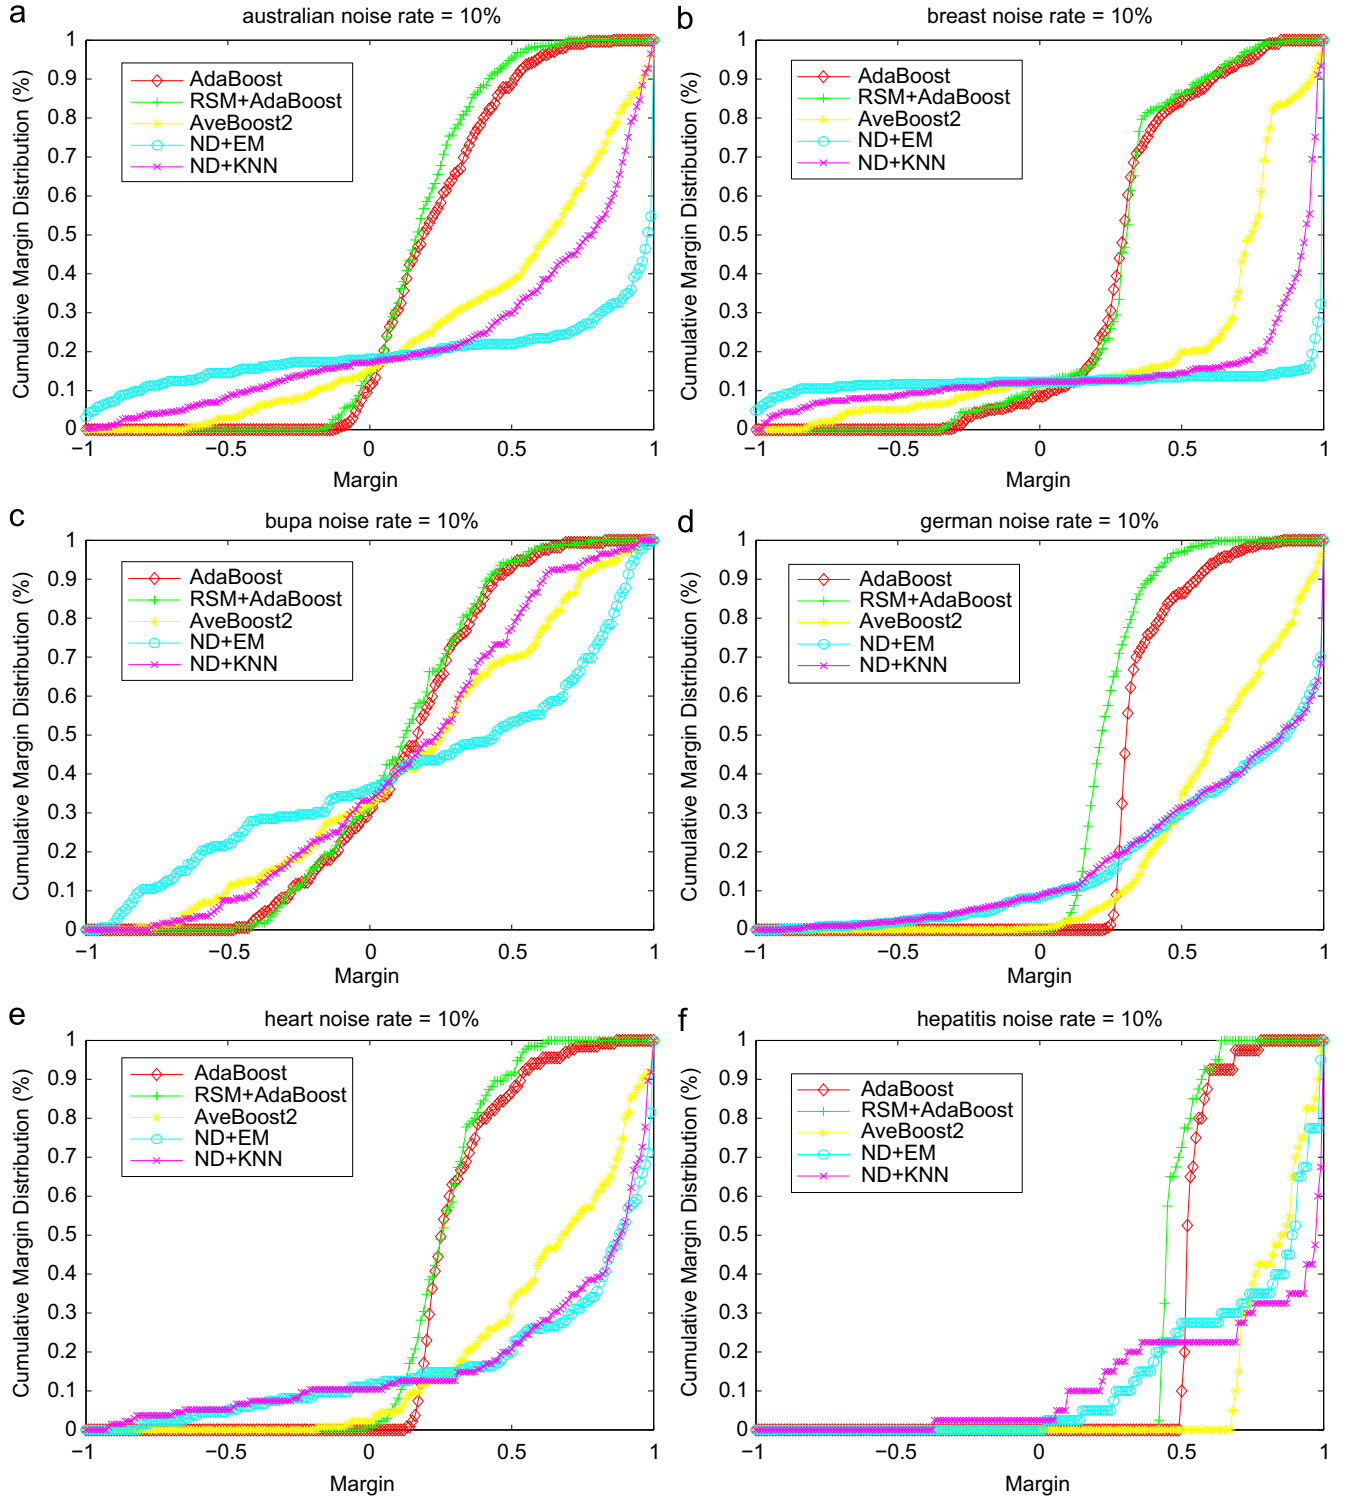 a
australian noise rate = 10%
1
0.9
0.8
0.7
0.6
0.5
0.4
0.3
0.2
0.1
0
Cumulative Margin Distribution (%)
AdaBoost
RSM+AdaBoost
AveBoost2
ND+EM
ND+KNN
−1
−0.5
0
0.5
1
Margin
b
breast noise rate = 10%
1
0.9
0.8
0.7
0.6
0.5
0.4
0.3
0.2
0.1
0
Cumulative Margin Distribution (%)
AdaBoost
RSM+AdaBoost
AveBoost2
ND+EM
ND+KNN
−1
−0.5
0
0.5
1
Margin
c
bupa noise rate = 10%
1
0.9
0.8
0.7
0.6
0.5
0.4
0.3
0.2
0.1
0
Cumulative Margin Distribution (%)
AdaBoost
RSM+AdaBoost
AveBoost2
ND+EM
ND+KNN
−1
−0.5
0
0.5
1
Margin
d
german noise rate = 10%
1
0.9
0.8
0.7
0.6
0.5
0.4
0.3
0.2
0.1
0
Cumulative Margin Distribution (%)
AdaBoost
RSM+AdaBoost
AveBoost2
ND+EM
ND+KNN
−1
−0.5
0
0.5
1
Margin
e
heart noise rate = 10%
1
0.9
0.8
0.7
0.6
0.5
0.4
0.3
0.2
0.1
0
Cumulative Margin Distribution (%)
AdaBoost
RSM+AdaBoost
AveBoost2
ND+EM
ND+KNN
−1
−0.5
0
0.5
1
Margin
f
hepatitis noise rate = 10%
1
0.9
0.8
0.7
0.6
0.5
0.4
0.3
0.2
0.1
0
Cumulative Margin Distribution (%)
AdaBoost
RSM+AdaBoost
AveBoost2
ND+EM
ND+KNN
−1
−0.5
0
0.5
1
Margin